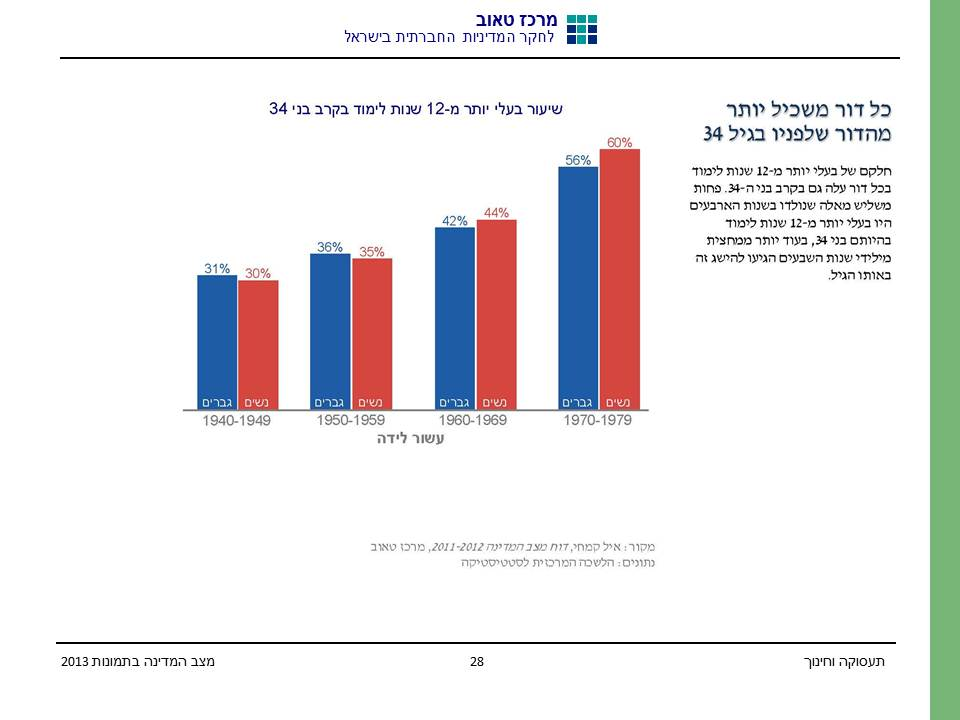 מרכז טאוב
לחקר המדיניות החברתית בישראל
כל דור משכיל יותר
מהדור שלפניו בגיל 34
חלקם של בעלי יותר מ-12 שנות לימוד
בכל דור עלה גם בקרב בני ה-34. פחות
משליש מאלה שנולדו בשנות הארבעים
היו בעלי יותר מ-12 שנות לימוד
בהיותם בני 34, בעוד יותר ממחצית
מילידי שנות השבעים הגיעו להישג זה
באותו הגיל.
שיעור בעלי יותר מ-12 שנות לימוד בקרב בני 34
31% 30% 36% 35% 42% 44% 56% 60%
גברים נשים גברים נשים גברים נשים גברים נשים
1940-1949 1950-1959 1960-1969 1970-1979
עשור לידה
מקור: איל קמחי, דוח מצב המדינה 2011-2012, מרכז טאוב
נתונים: הלשכה המרכזית לסטטיסטיקה
תעסוקה וחינוך 28 מצב המדינה בתמונות 2013